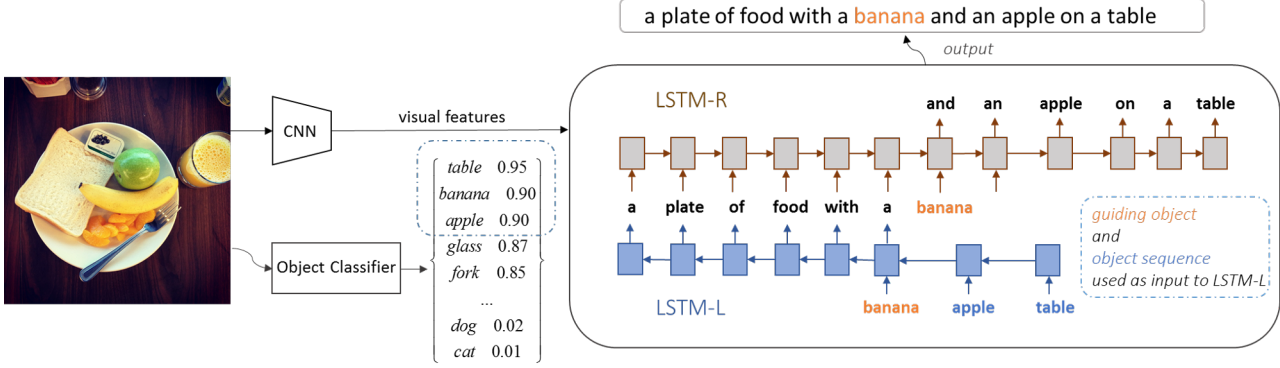 a plate of food with a banana and an apple on a table
output
LSTM-R
and an apple on a table
CNN
visual features
table 0.95
banana 0.90
apple 0.90
glass 0.87
fork 0.85
...
dog 0.02
cat 0.01
Object Classifier
a plate of food with a banana
LSTM-L
banana apple table
guiding object
and
object sequence
used as input to LSTM-L